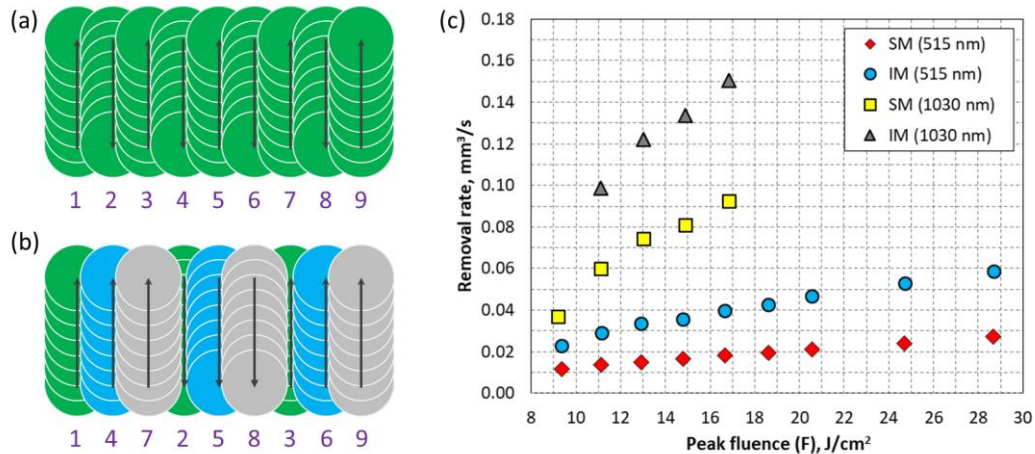 (a)
1 2 3 4 5 6 7 8 9
(b)
1 4 7 2 5 8 3 6 9
(c)
Removal rate, mm³/s
0.18
0.16
0.14
0.12
0.10
0.08
0.06
0.04
0.02
0.00
SM (515 nm)
IM (515 nm)
SM (1030 nm)
IM (1030 nm)
8 10 12 14 16 18 20 22 24 26 28 30
Peak fluence (F), J/cm²